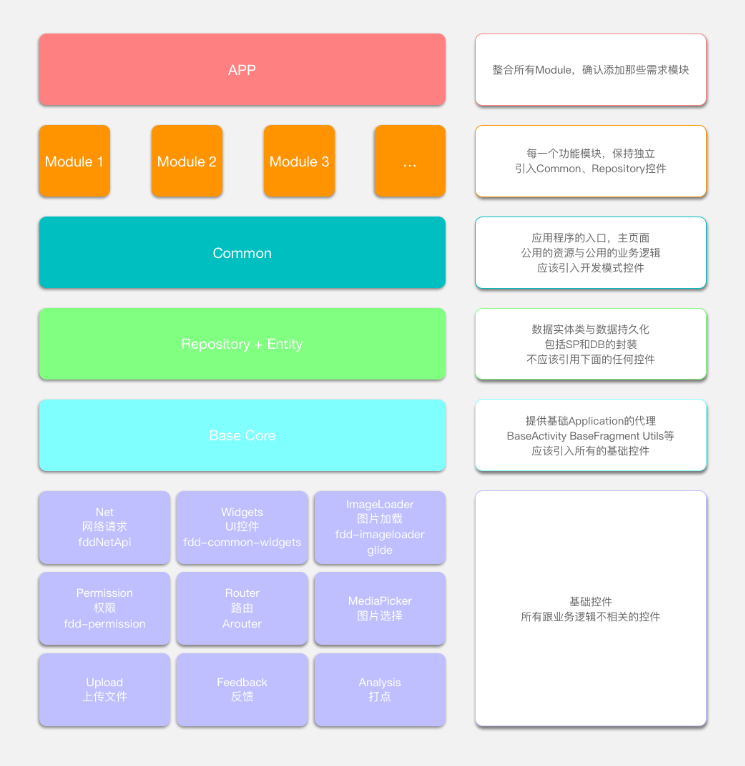 APP
整合所有Module，确认添加那些需求模块
Module 1
Module 2
Module 3
...
每一个功能模块，保持独立
引入Common、Repository控件
Common
应用程序的入口，主页面
公用的资源与公用的业务逻辑
应该引入开发模式控件
Repository + Entity
数据实体类与数据持久化
包括SP和DB的封装
不应该引用下面的任何控件
Base Core
提供基础Application的代理
BaseActivity BaseFragment Utils等
应该引入所有的基础控件
Net
网络请求
fddNetApi
Widgets
UI控件
fdd-common-widgets
ImageLoader
图片加载
fdd-imageloader
glide
Permission
权限
fdd-permission
Router
路由
Arouter
MediaPicker
图片选择
Upload
上传文件
Feedback
反馈
Analysis
打点
基础控件
所有跟业务逻辑不相关的控件